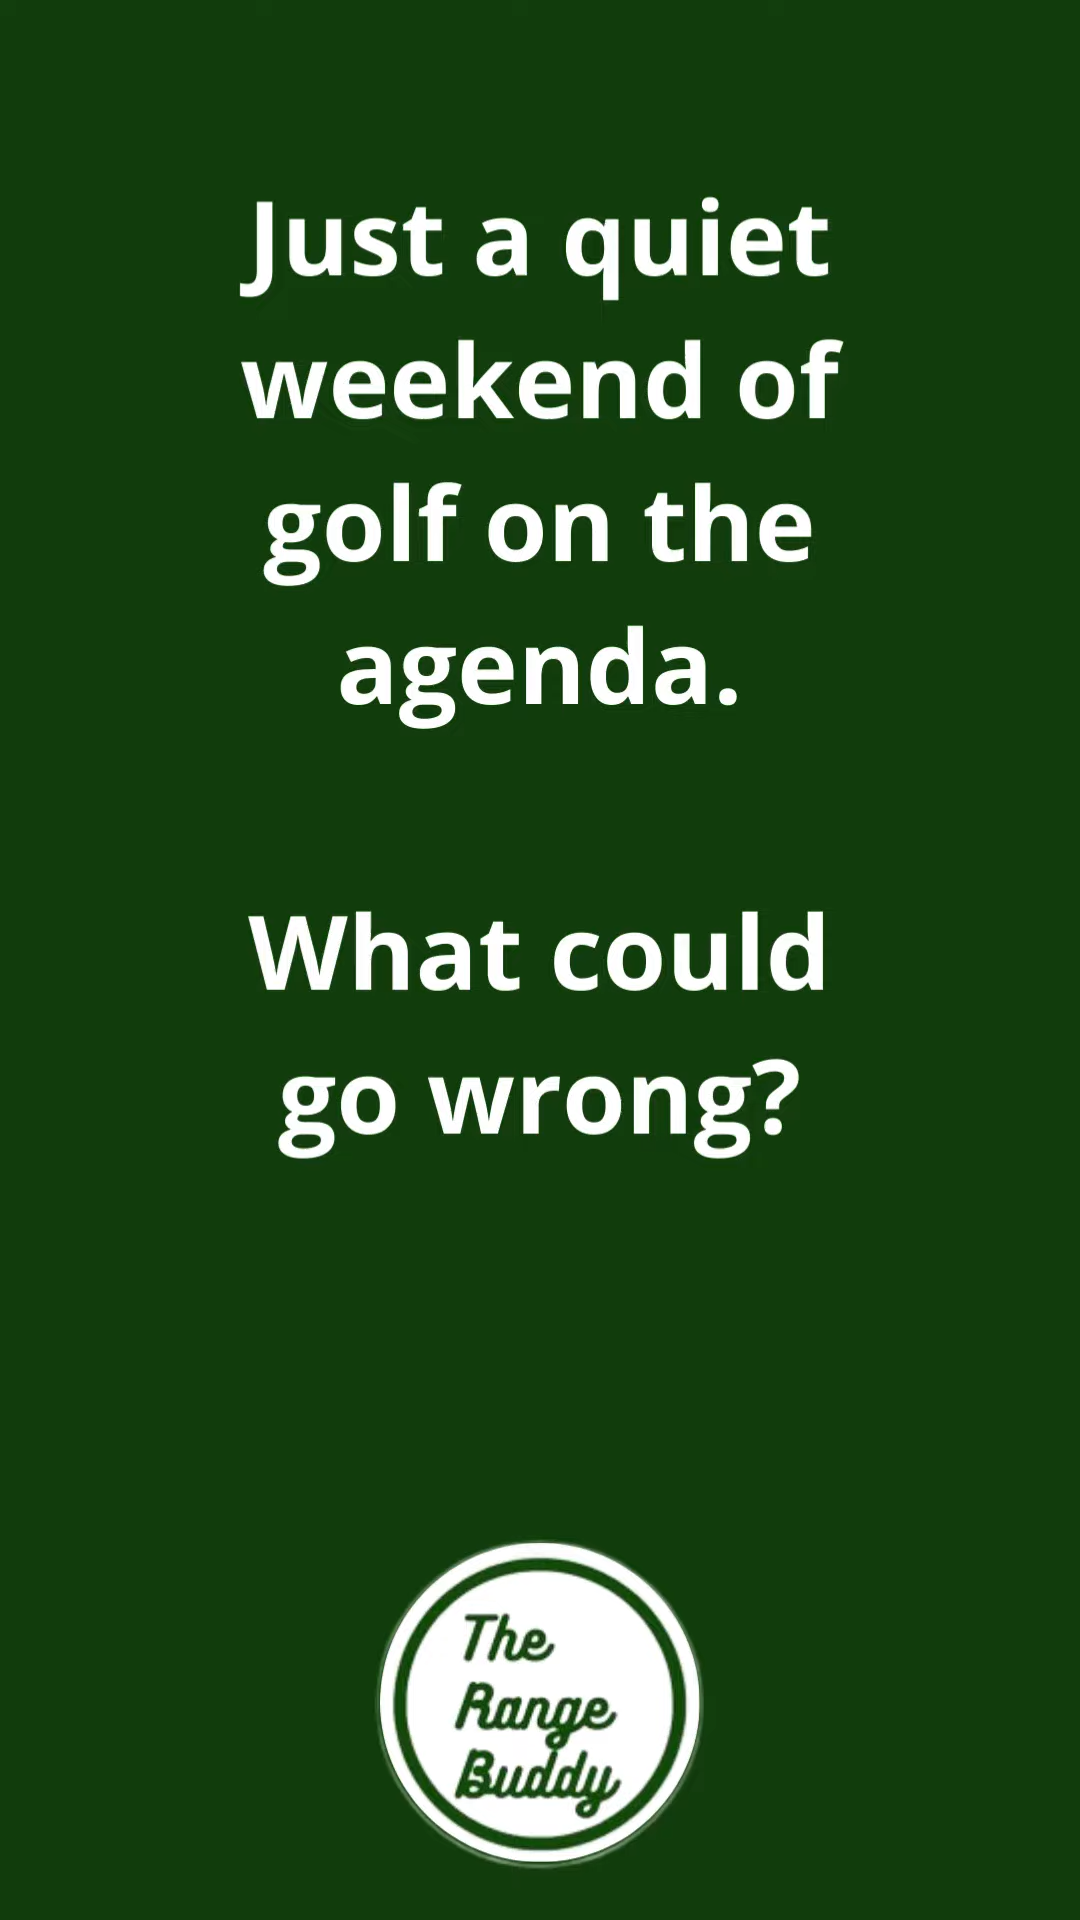 Just a quiet
weekend of
golf on the
agenda.
What could
go wrong?
The
Range
Buddy